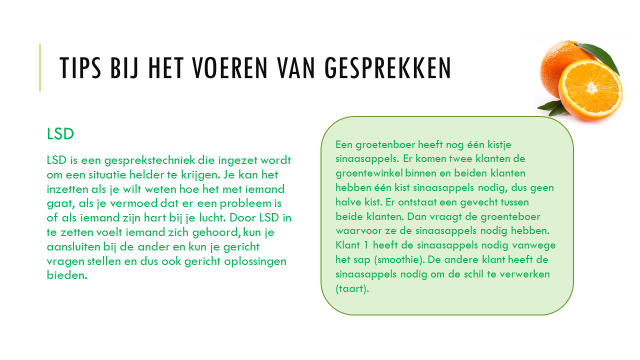 TIPS BIJ HET VOEREN VAN GESPREKKEN
LSD
LSD is een gesprekstechniek die ingezet wordt
om een situatie helder te krijgen. Je kan het
inzetten als je wilt weten hoe het met iemand
gaat, als je vermoed dat er een probleem is
of als iemand zijn hart bij je lucht. Door LSD in
te zetten voelt iemand zich gehoord, kun je
aansluiten bij de ander en kun je gericht
vragen stellen en dus ook gericht oplossingen
bieden.
Een groetenboer heeft nog één kistje
sinaasappels. Er komen twee klanten de
groentewinkel binnen en beiden klanten
hebben één kist sinaasappels nodig, dus geen
halve kist. Er ontstaat een gevecht tussen
beide klanten. Dan vraagt de groenteboer
waarvoor ze de sinaasappels nodig hebben.
Klant 1 heeft de sinaasappels nodig vanwege
het sap (smoothie). De andere klant heeft de
sinaasappels nodig om de schil te verwerken
(taart).